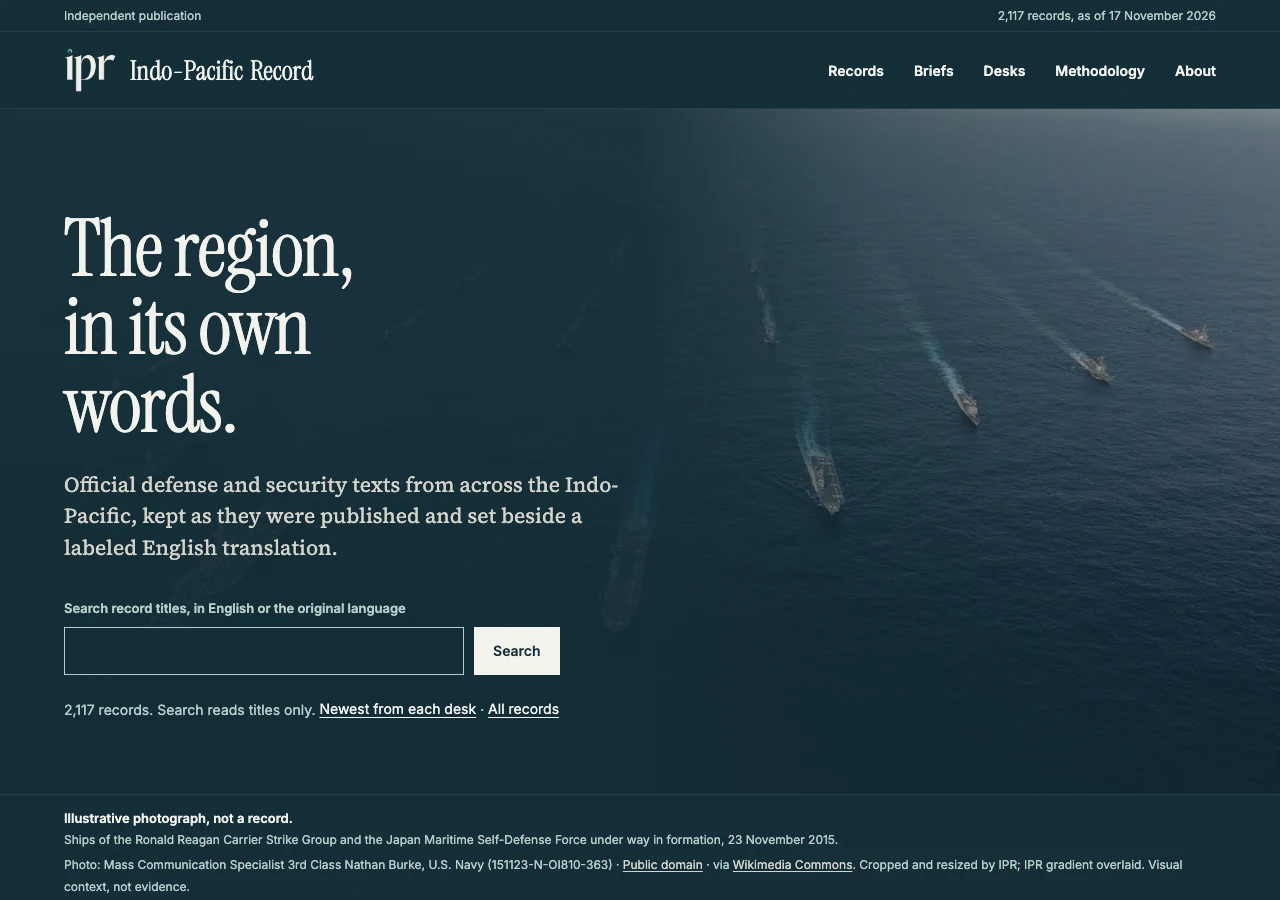 Independent publication
2,117 records, as of 17 November 2026
ipr Indo-Pacific Record
Records Briefs Desks Methodology About
The region,
in its own
words.
Official defense and security texts from across the Indo-
Pacific, kept as they were published and set beside a
labeled English translation.
Search record titles, in English or the original language
Search
2,117 records. Search reads titles only. Newest from each desk · All records
Illustrative photograph, not a record.
Ships of the Ronald Reagan Carrier Strike Group and the Japan Maritime Self-Defense Force under way in formation, 23 November 2015.
Photo: Mass Communication Specialist 3rd Class Nathan Burke, U.S. Navy (151123-N-OI810-363) · Public domain · via Wikimedia Commons. Cropped and resized by IPR; IPR gradient overlaid. Visual
context, not evidence.